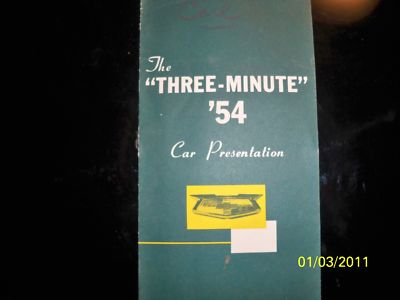 The
"THREE-MINUTE"
'54
Car Presentation
01/03/2011